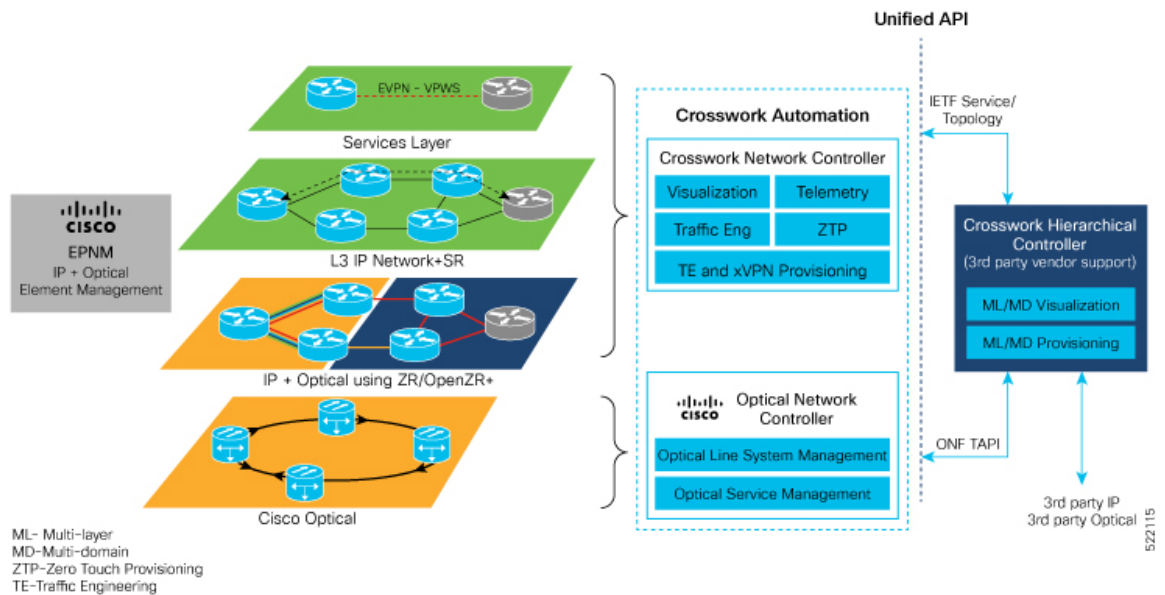 Unified API
EVPN - VPWS
Services Layer
L3 IP Network+SR
CISCO
EPNM
IP + Optical
Element Management
IP + Optical using ZR/OpenZR+
Cisco Optical
ML- Multi-layer
MD-Multi-domain
ZTP-Zero Touch Provisioning
TE-Traffic Engineering
Crosswork Automation
Crosswork Network Controller
Visualization
Telemetry
Traffic Eng
ZTP
TE and xVPN Provisioning
CISCO
Optical Network
Controller
Optical Line System Management
Optical Service Management
IETF Service/
Topology
Crosswork Hierarchical
Controller
(3rd party vendor support)
ML/MD Visualization
ML/MD Provisioning
ONF TAPI
3rd party IP
3rd party Optical
522115